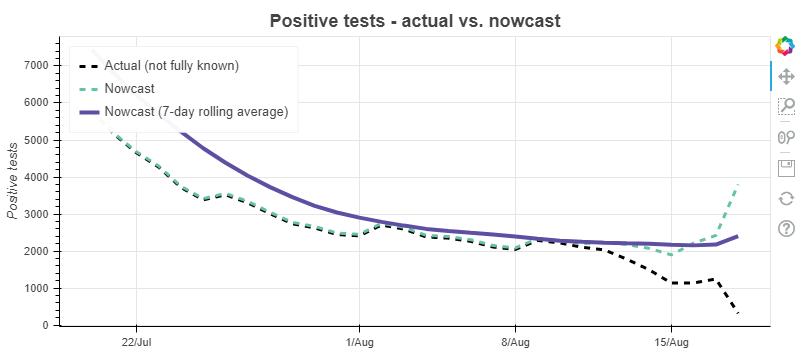 Positive tests - actual vs. nowcast
Positive tests
7000
6000
5000
4000
3000
2000
1000
0
Actual (not fully known)
Nowcast
Nowcast (7-day rolling average)
22/Jul
1/Aug
8/Aug
15/Aug